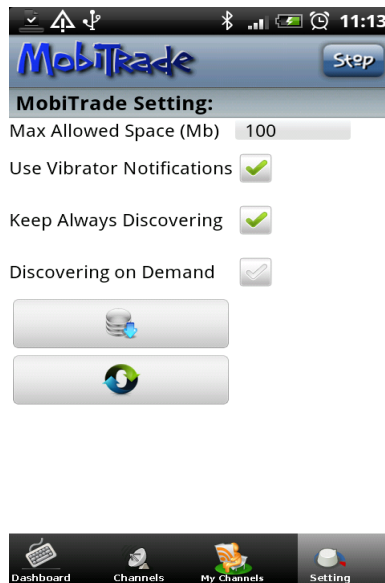 11:13
MobiTrade
Stop
MobiTrade Setting:
Max Allowed Space (Mb) 100
Use Vibrator Notifications
Keep Always Discovering
Discovering on Demand
Dashboard Channels My Channels Setting